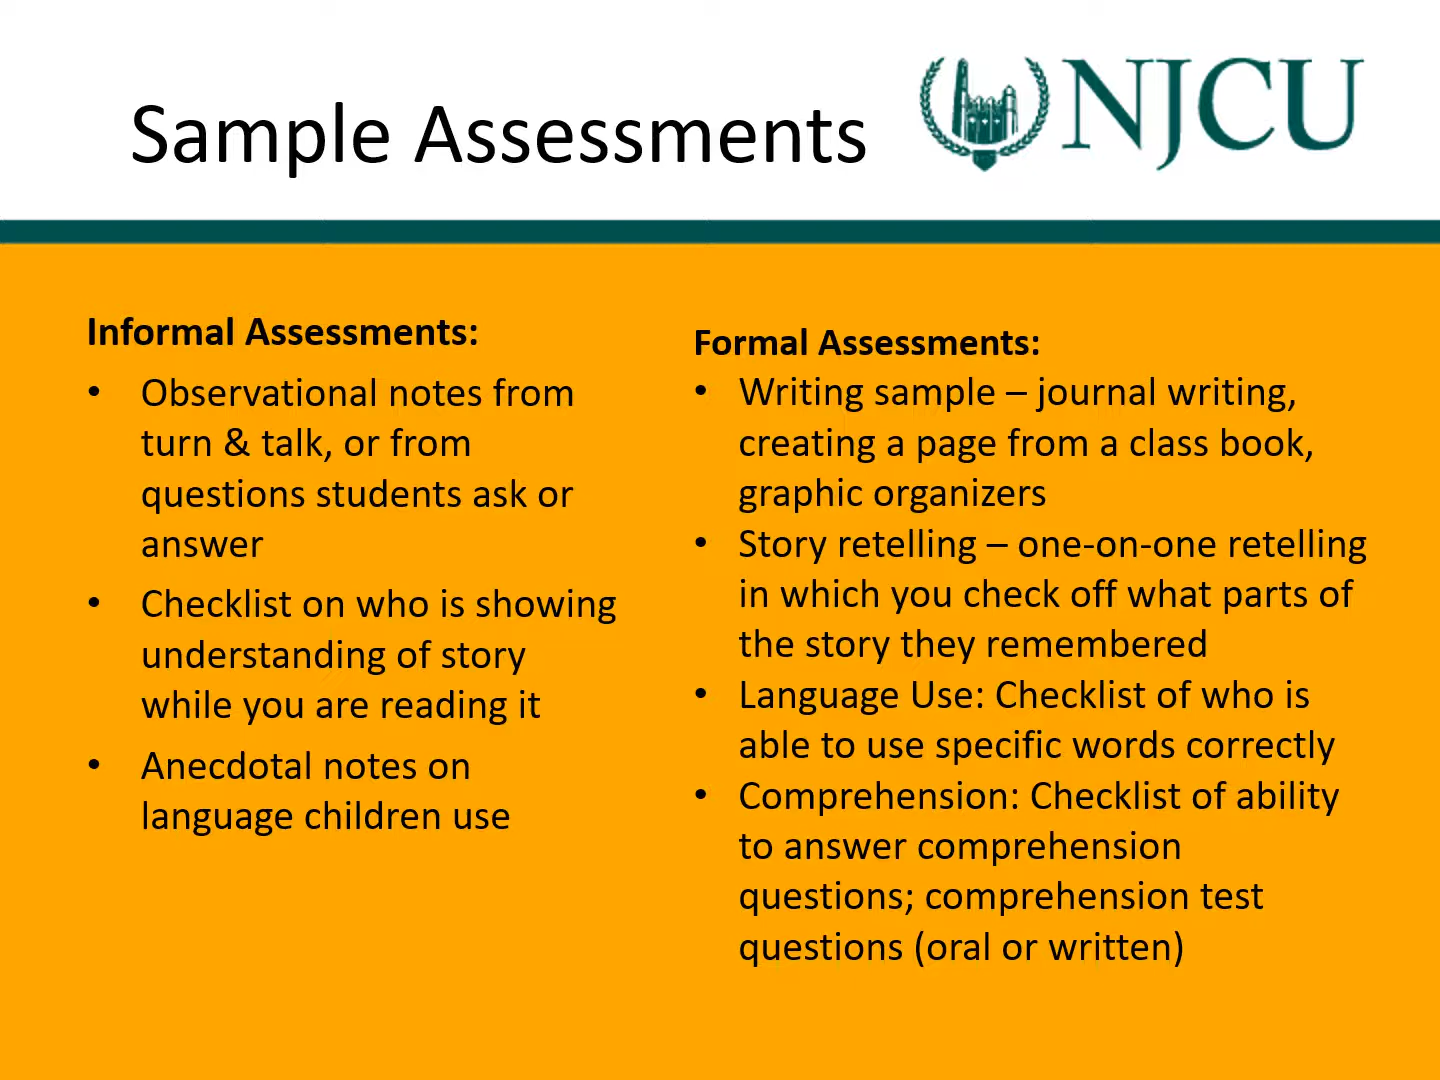 Sample Assessments
NJCU
Informal Assessments:
• Observational notes from
turn & talk, or from
questions students ask or
answer
• Checklist on who is showing
understanding of story
while you are reading it
• Anecdotal notes on
language children use
Formal Assessments:
• Writing sample – journal writing,
creating a page from a class book,
graphic organizers
• Story retelling – one-on-one retelling
in which you check off what parts of
the story they remembered
• Language Use: Checklist of who is
able to use specific words correctly
• Comprehension: Checklist of ability
to answer comprehension
questions; comprehension test
questions (oral or written)